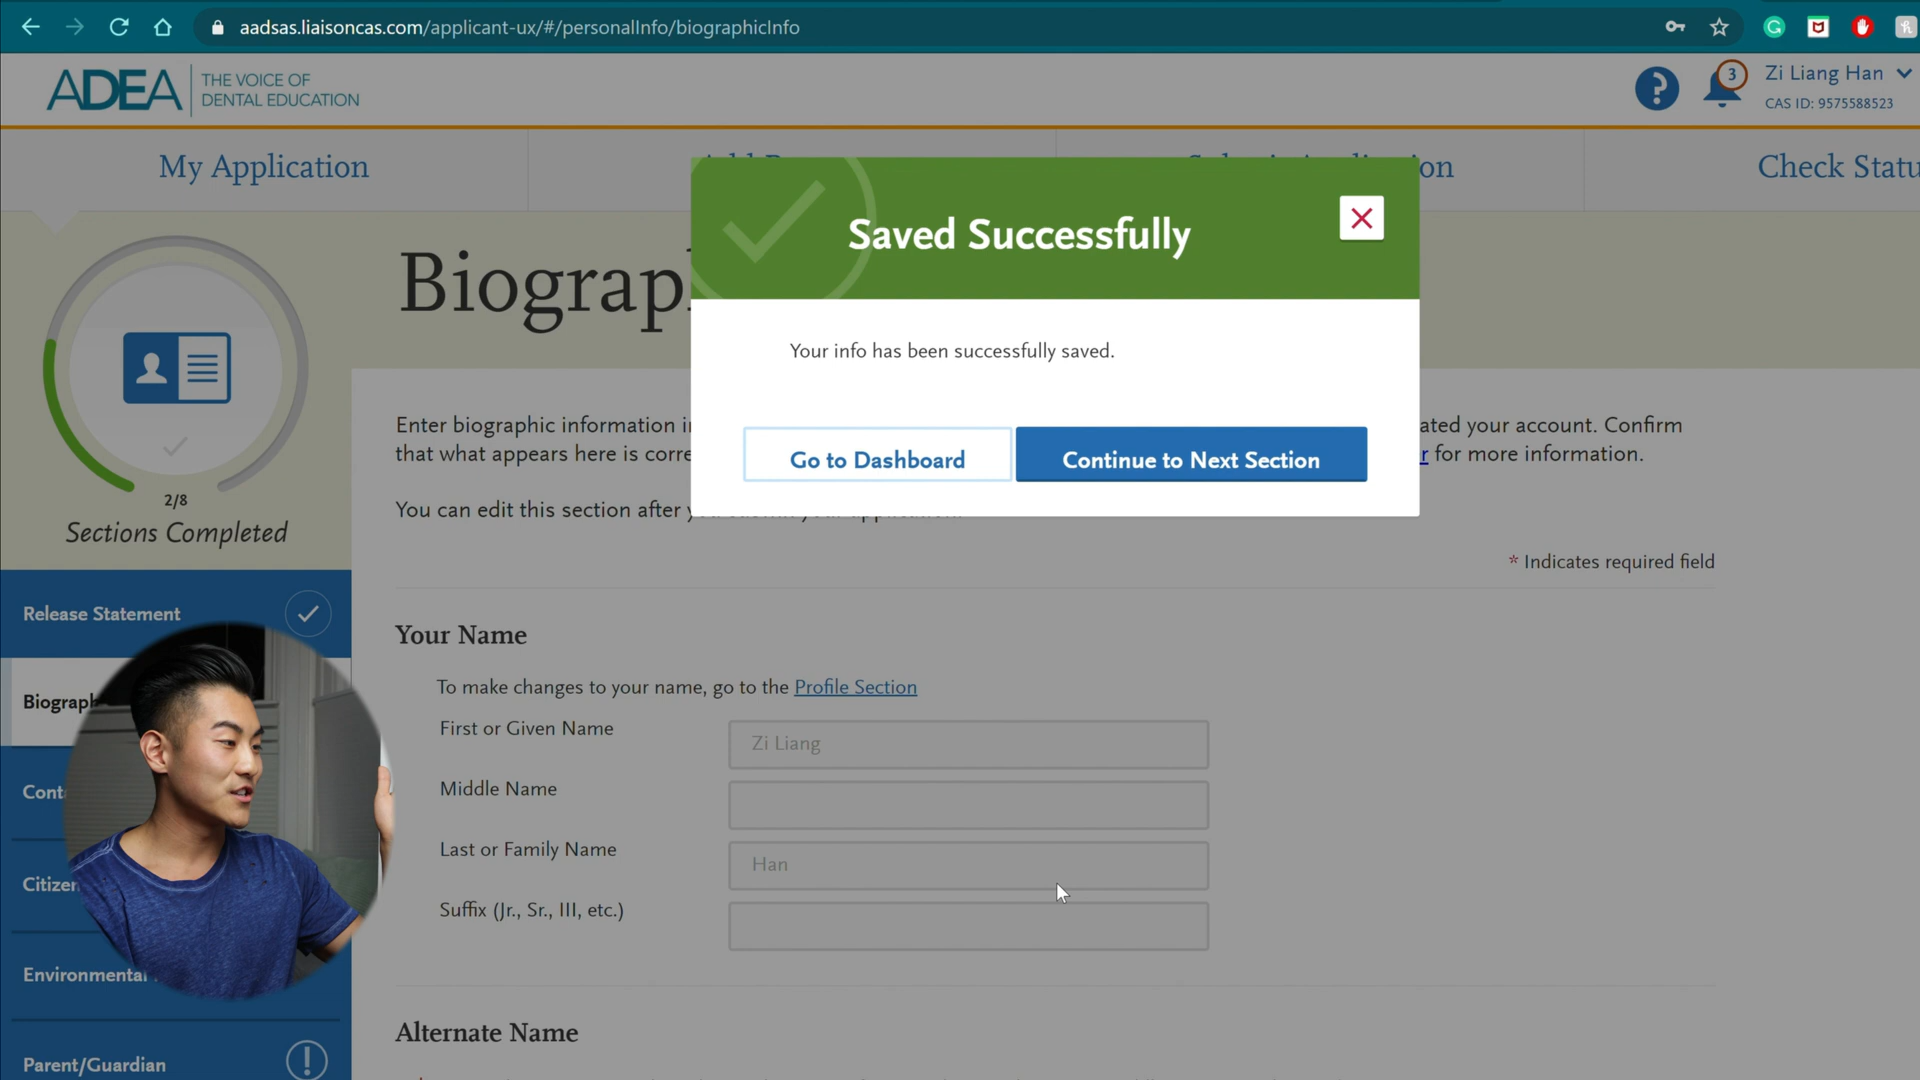 aadsas.liaisoncas.com/applicant-ux/#/personalInfo/biographicInfo
ADEA THE VOICE OF
DENTAL EDUCATION
?
3
Zi Liang Han
CAS ID: 9575588523
My Application
Check Statu
Saved Successfully
Your info has been successfully saved.
Go to Dashboard
Continue to Next Section
Biograp
2/8
Sections Completed
Enter biographic information i
ated your account. Confirm
that what appears here is corre
r for more information.
You can edit this section after y
* Indicates required field
Release Statement
Biograph
Cont
Citizen
Environmental
Parent/Guardian
Your Name
To make changes to your name, go to the Profile Section
First or Given Name
Zi Liang
Middle Name
Last or Family Name
Han
Suffix (Jr., Sr., III, etc.)
Alternate Name